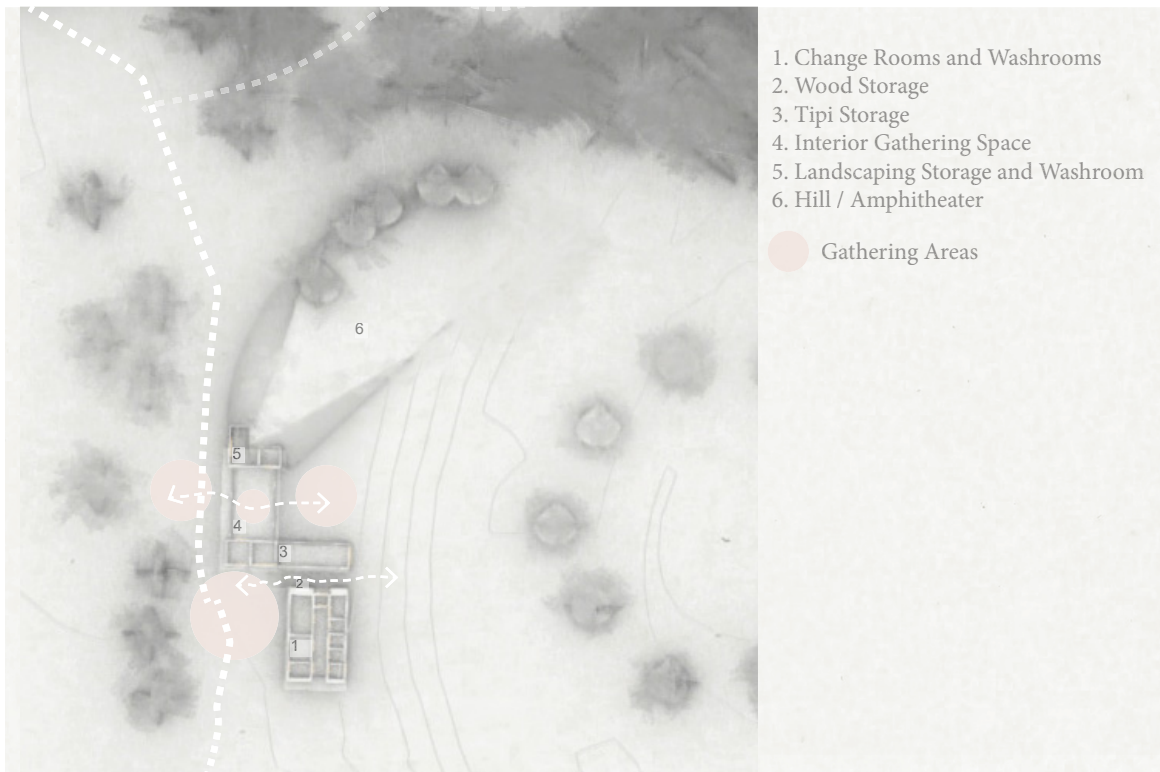 1. Change Rooms and Washrooms
2. Wood Storage
3. Tipi Storage
4. Interior Gathering Space
5. Landscaping Storage and Washroom
6. Hill / Amphitheater
Gathering Areas
6
5
4
3
2
1